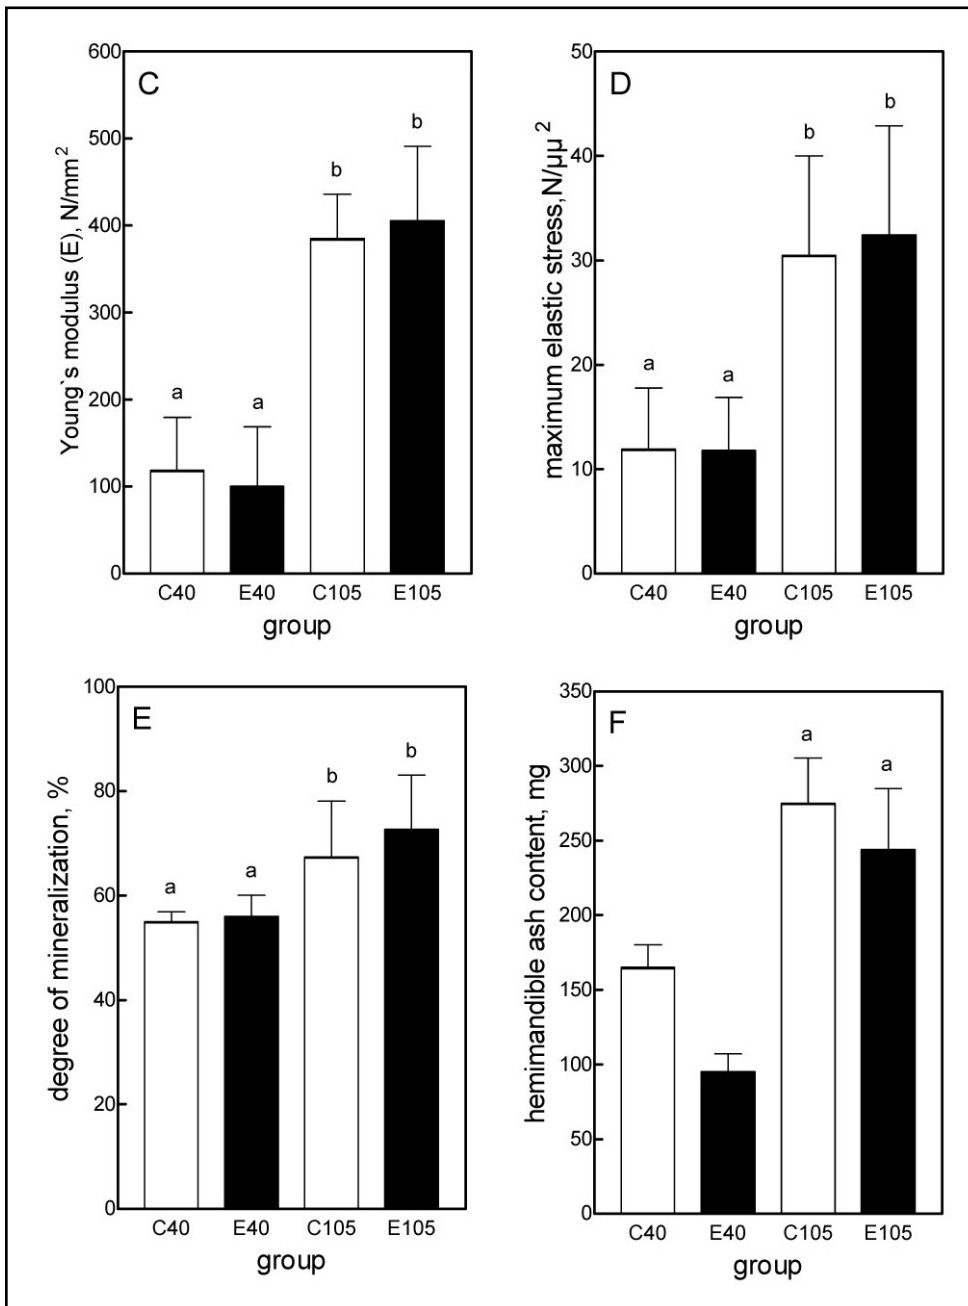 C
Young`s modulus (E), N/mm2
600
500
400
300
200
100
0
a
a
b
b
C40 E40 C105 E105
group
D
maximum elastic stress,N/µµ2
50
40
30
20
10
0
a
a
b
b
C40 E40 C105 E105
group
E
degree of mineralization, %
100
80
60
40
20
0
a
a
b
b
C40 E40 C105 E105
group
F
hemimandible ash content, mg
350
300
250
200
150
100
50
0
a
a
C40 E40 C105 E105
group